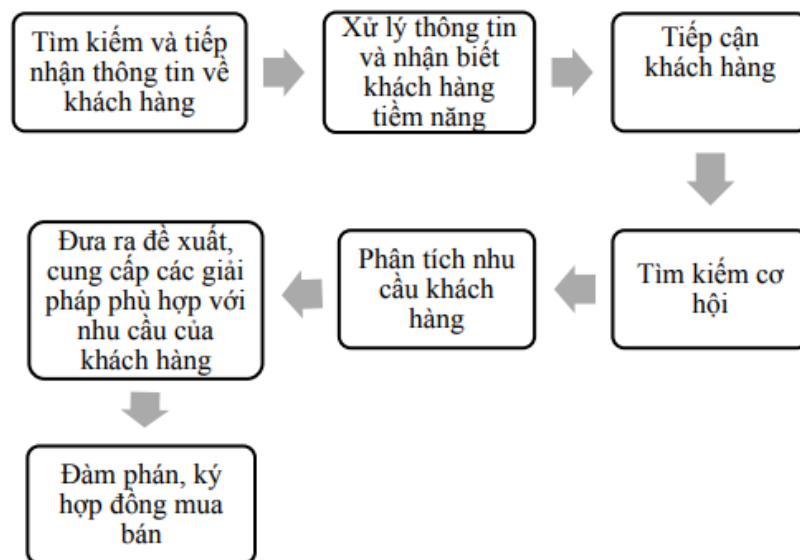 Tìm kiếm và tiếp
nhận thông tin về
khách hàng
Xử lý thông tin
và nhận biết
khách hàng
tiềm năng
Tiếp cận
khách hàng
Tìm kiếm cơ
hội
Phân tích nhu
cầu khách
hàng
Đưa ra đề xuất,
cung cấp các giải
pháp phù hợp với
nhu cầu của
khách hàng
Đàm phán, ký
hợp đồng mua
bán